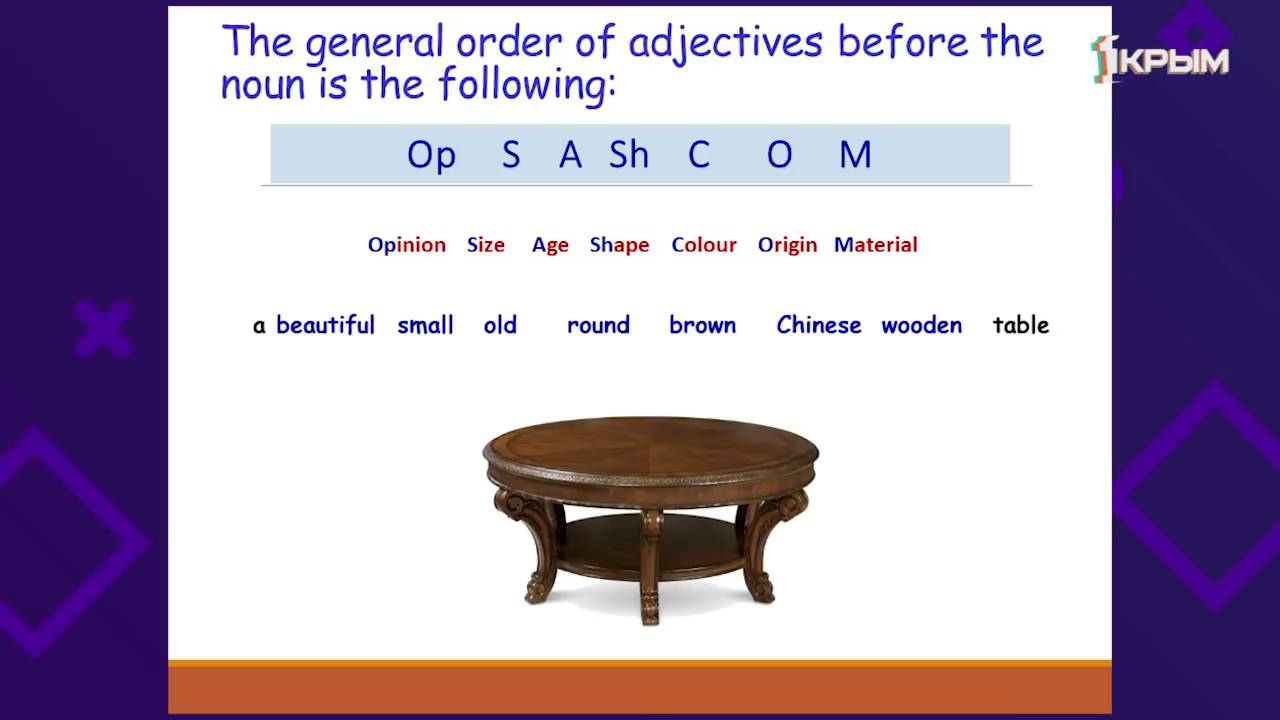 The general order of adjectives before the
noun is the following:
1КРЫМ
Op S A Sh C O M
Opinion Size Age Shape Colour Origin Material
a beautiful small old round brown Chinese wooden table